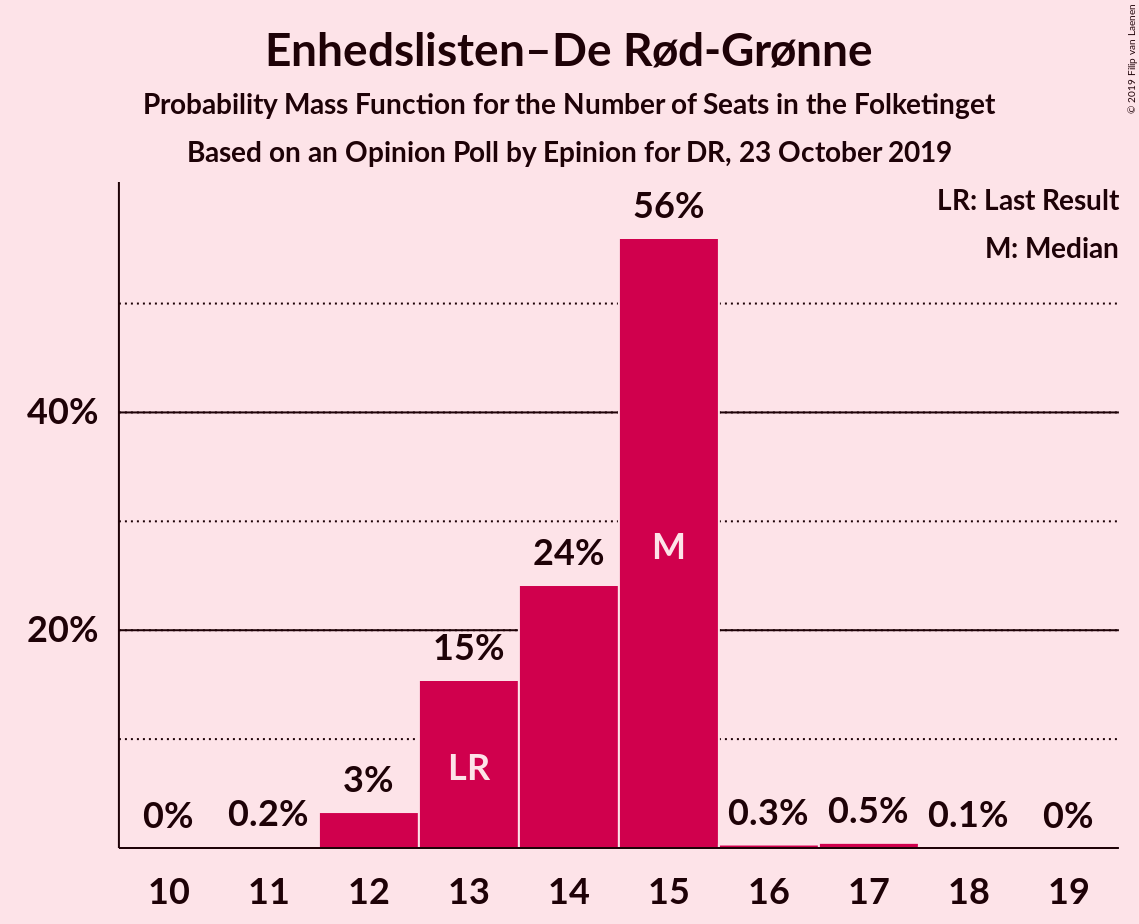 Enhedslisten–De Rød-Grønne
Probability Mass Function for the Number of Seats in the Folketinget
Based on an Opinion Poll by Epinion for DR, 23 October 2019
© 2019 Filip van Laenen
LR: Last Result
M: Median
56%
40%
24%
M
20%
15%
LR
3%
0%
0.2%
0.3%
0.5%
0.1%
0%
10 11 12 13 14 15 16 17 18 19